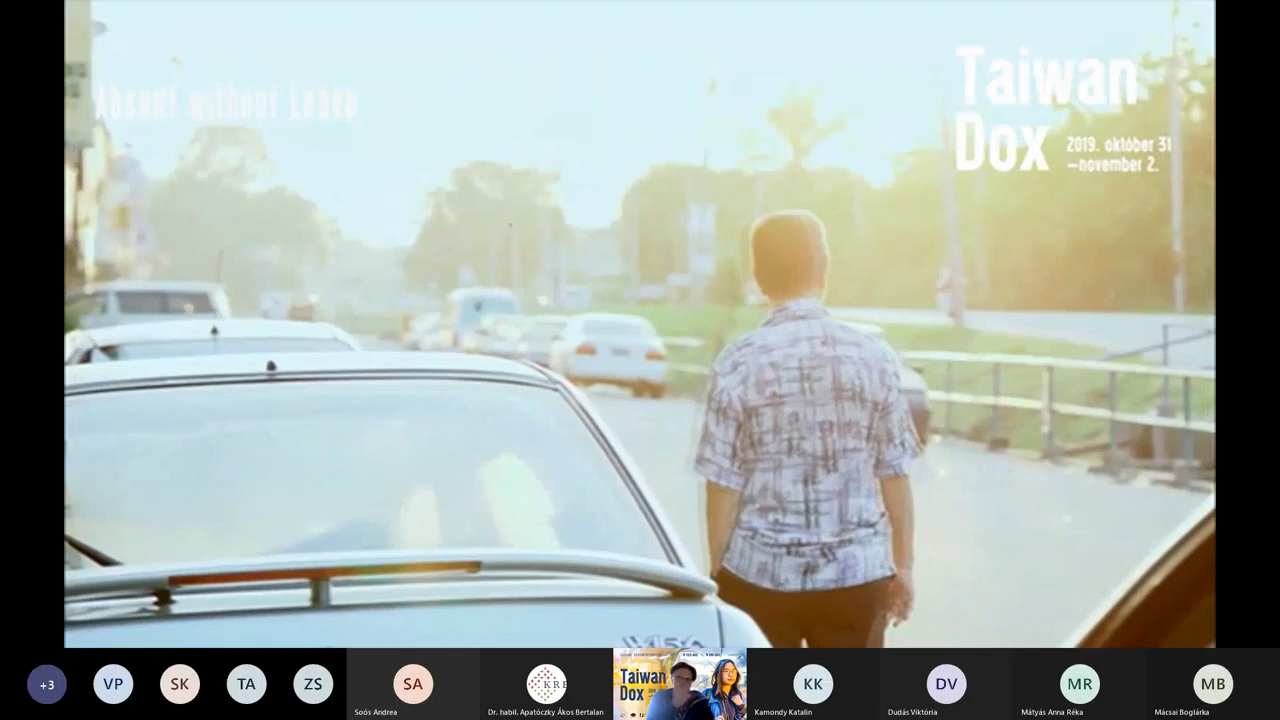 Absent without Leave
Taiwan
Dox
2019. október 31
–november 2.
+3
VP
SK
TA
ZS
SA
KRE
Taiwan
Dox
KK
DV
MR
MB
Soós Andrea
Dr. habil. Apatóczky Ákos Bertalan
Kamondy Katalin
Dudás Viktória
Mátyás Anna Réka
Mácsai Boglárka